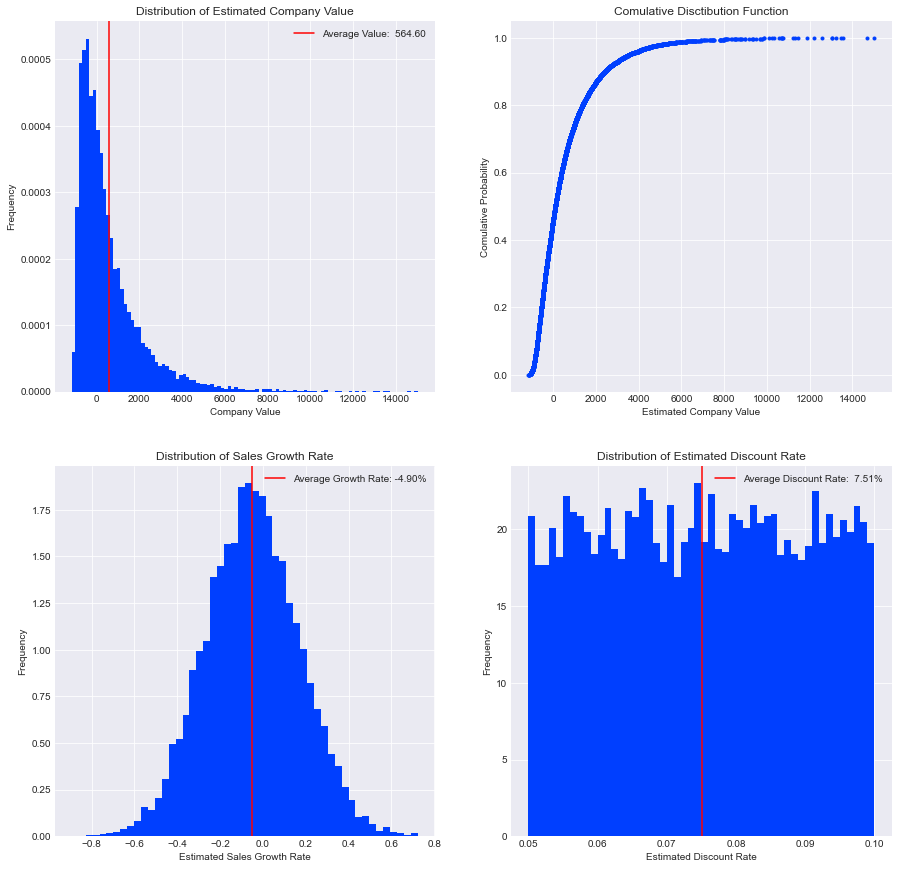 Distribution of Estimated Company Value
Average Value:  564.60
0.0005
0.0004
0.0003
0.0002
0.0001
0.0000
Frequency
0 2000 4000 6000 8000 10000 12000 14000
Company Value
Comulative Disctibution Function
1.0
0.8
0.6
0.4
0.2
0.0
Comulative Probability
0 2000 4000 6000 8000 10000 12000 14000
Estimated Company Value
Distribution of Sales Growth Rate
Average Growth Rate: -4.90%
1.75
1.50
1.25
1.00
0.75
0.50
0.25
0.00
Frequency
−0.8 −0.6 −0.4 −0.2 0.0 0.2 0.4 0.6 0.8
Estimated Sales Growth Rate
Distribution of Estimated Discount Rate
Average Discount Rate:  7.51%
20
15
10
5
0
Frequency
0.05 0.06 0.07 0.08 0.09 0.10
Estimated Discount Rate